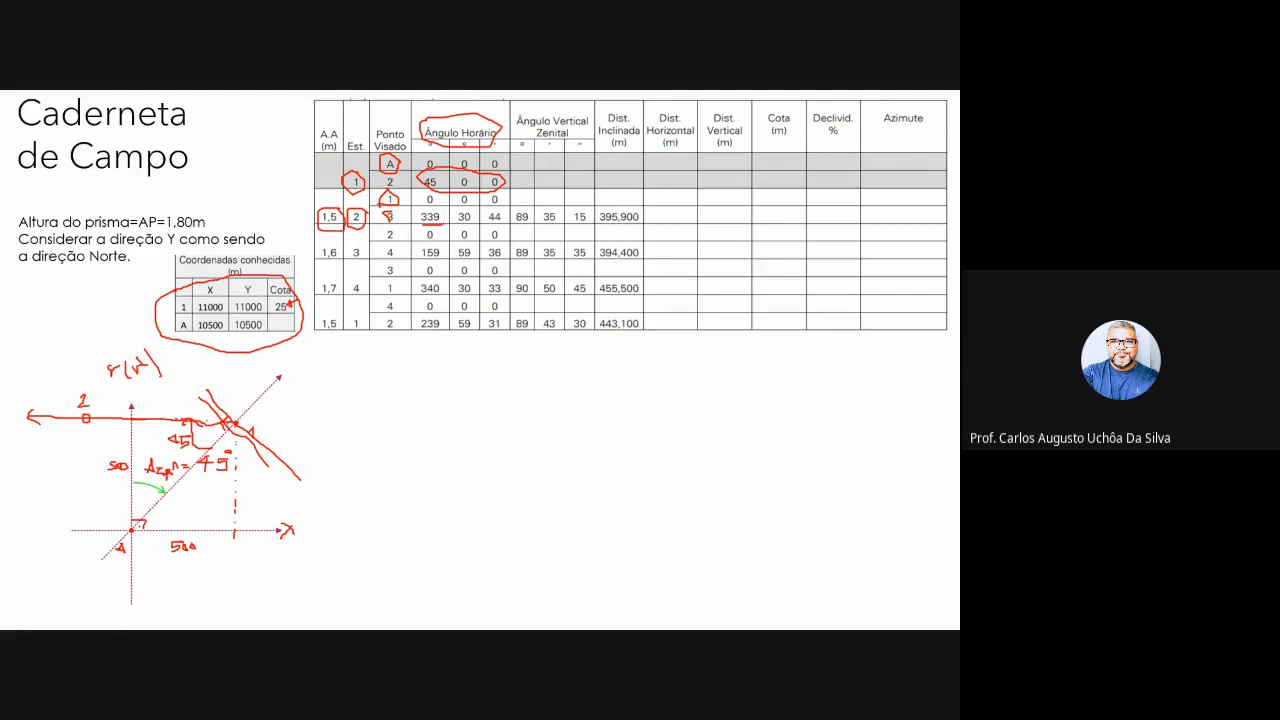 Caderneta
de Campo
Altura do prisma=AP=1,80m
Considerar a direção Y como sendo
a direção Norte.
Coordenadas conhecidas
(m)
X Y Cota
1 11000 11000 25
A 10500 10500
A.A (m) Est. Ponto Visado Ângulo Horário Ângulo Vertical Zenital Dist. Inclinada (m) Dist. Horizontal (m) Dist. Vertical (m) Cota (m) Declivid. % Azimute
° ° ' ° ' "
A 0 0 0
1 2 45 0 0
1 0 0 0
1,5 2 3 339 30 44 89 35 15 395,900
2 0 0 0
1,6 3 4 159 59 36 89 35 35 394,400
3 0 0 0
1,7 4 1 340 30 33 90 50 45 455,500
4 0 0 0
1,5 1 2 239 59 31 89 43 30 443,100
2
45
500
45°
X
A
500
Prof. Carlos Augusto Uchôa Da Silva